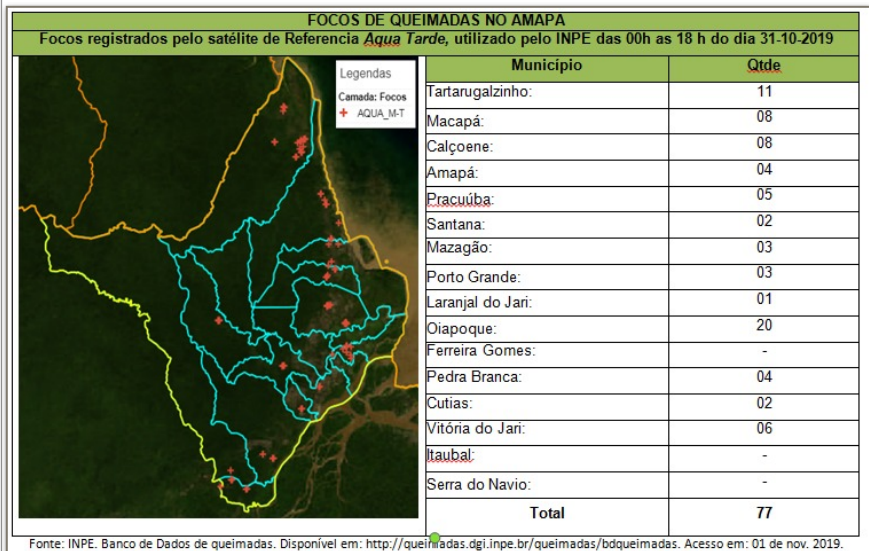 FOCOS DE QUEIMADAS NO AMAPA
Focos registrados pelo satélite de Referencia Aqua Tarde, utilizado pelo INPE das 00h as 18 h do dia 31-10-2019
Legendas
Camada: Focos
AQUA_M-T
Município Qtde
Tartarugalzinho: 11
Macapá: 08
Calçoene: 08
Amapá: 04
Pracuúba: 05
Santana: 02
Mazagão: 03
Porto Grande: 03
Laranjal do Jari: 01
Oiapoque: 20
Ferreira Gomes: -
Pedra Branca: 04
Cutias: 02
Vitória do Jari: 06
Itaubal: -
Serra do Navio: -
Total 77
Fonte: INPE. Banco de Dados de queimadas. Disponível em: http://queimadas.dgi.inpe.br/queimadas/bdqueimadas. Acesso em: 01 de nov. 2019.